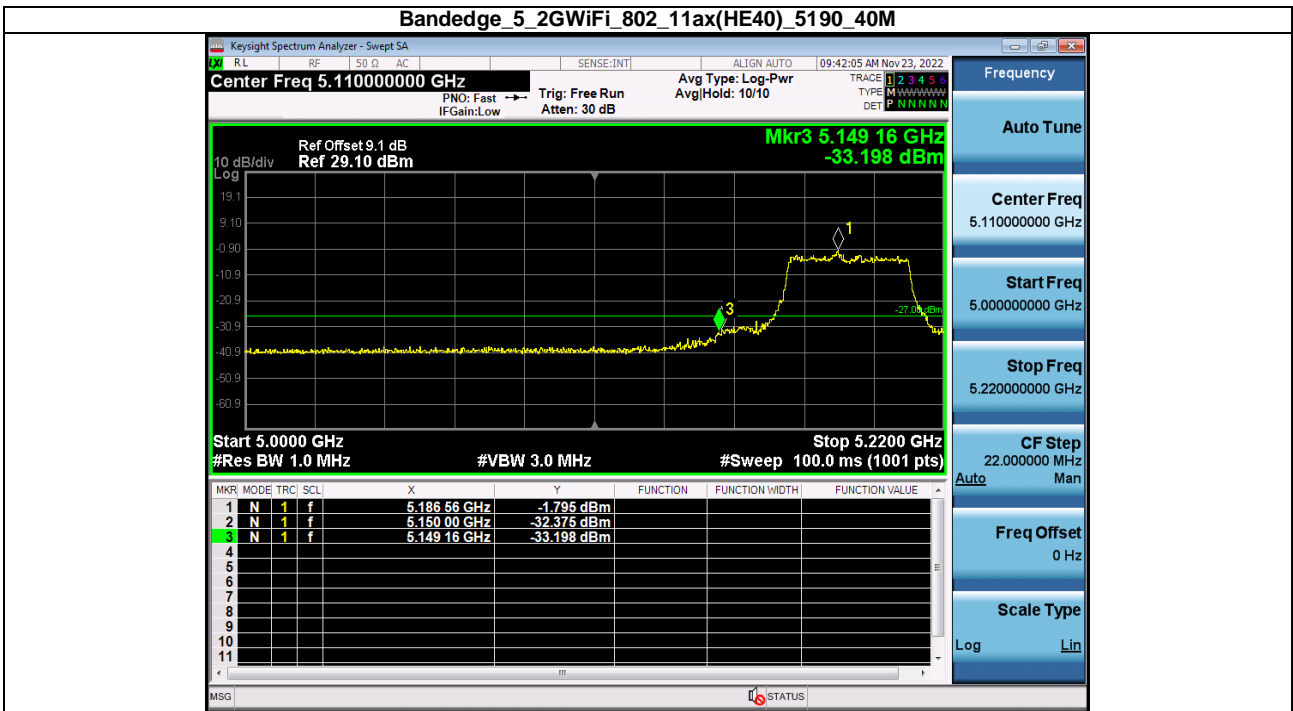 Bandedge_5_2GWiFi_802_11ax(HE40)_5190_40M
Keysight Spectrum Analyzer - Swept SA
LXI RL RF 50 Ω AC SENSE:INT ALIGN AUTO 09:42:05 AM Nov 23, 2022
Center Freq 5.110000000 GHz
PNO: Fast
IFGain:Low
Trig: Free Run
Atten: 30 dB
Avg Type: Log-Pwr
Avg|Hold: 10/10
TRACE 1 2 3 4 5 6
TYPE M WWWWW
DET P N N N N N
Mkr3 5.149 16 GHz
-33.198 dBm
Ref Offset 9.1 dB
10 dB/div Ref 29.10 dBm
Log
19.1
9.10
-0.90
-10.9
-20.9
-30.9
-40.9
-50.9
-60.9
1
3
-27.00 dBm
Start 5.0000 GHz Stop 5.2200 GHz
#Res BW 1.0 MHz #VBW 3.0 MHz #Sweep 100.0 ms (1001 pts)
MKR MODE TRC SCL X Y FUNCTION FUNCTION WIDTH FUNCTION VALUE
1 N 1 f 5.186 56 GHz -1.795 dBm
2 N 1 f 5.150 00 GHz -32.375 dBm
3 N 1 f 5.149 16 GHz -33.198 dBm
4
5
6
7
8
9
10
11
MSG STATUS
Frequency
Auto Tune
Center Freq
5.110000000 GHz
Start Freq
5.000000000 GHz
Stop Freq
5.220000000 GHz
CF Step
22.000000 MHz
Auto Man
Freq Offset
0 Hz
Scale Type
Log Lin